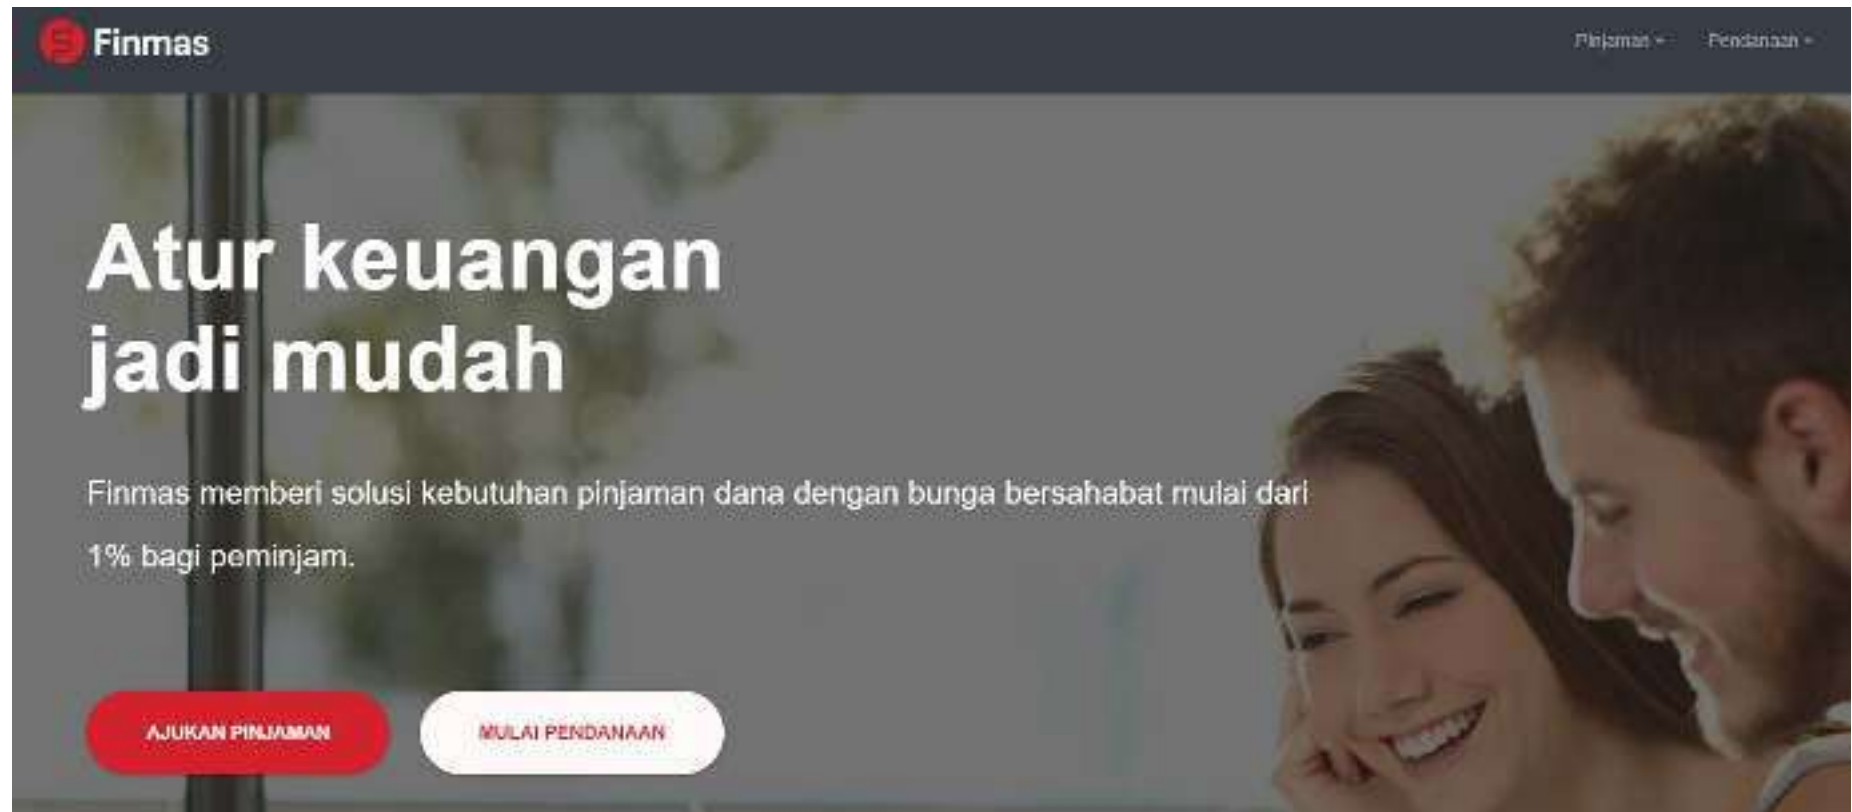 Finmas
Pinjaman
Pendanaan
Atur keuangan
jadi mudah
Finmas memberi solusi kebutuhan pinjaman dana dengan bunga bersahabat mulai dari
1% bagi peminjam.
AJUKAN PINJAMAN
MULAI PENDANAAN